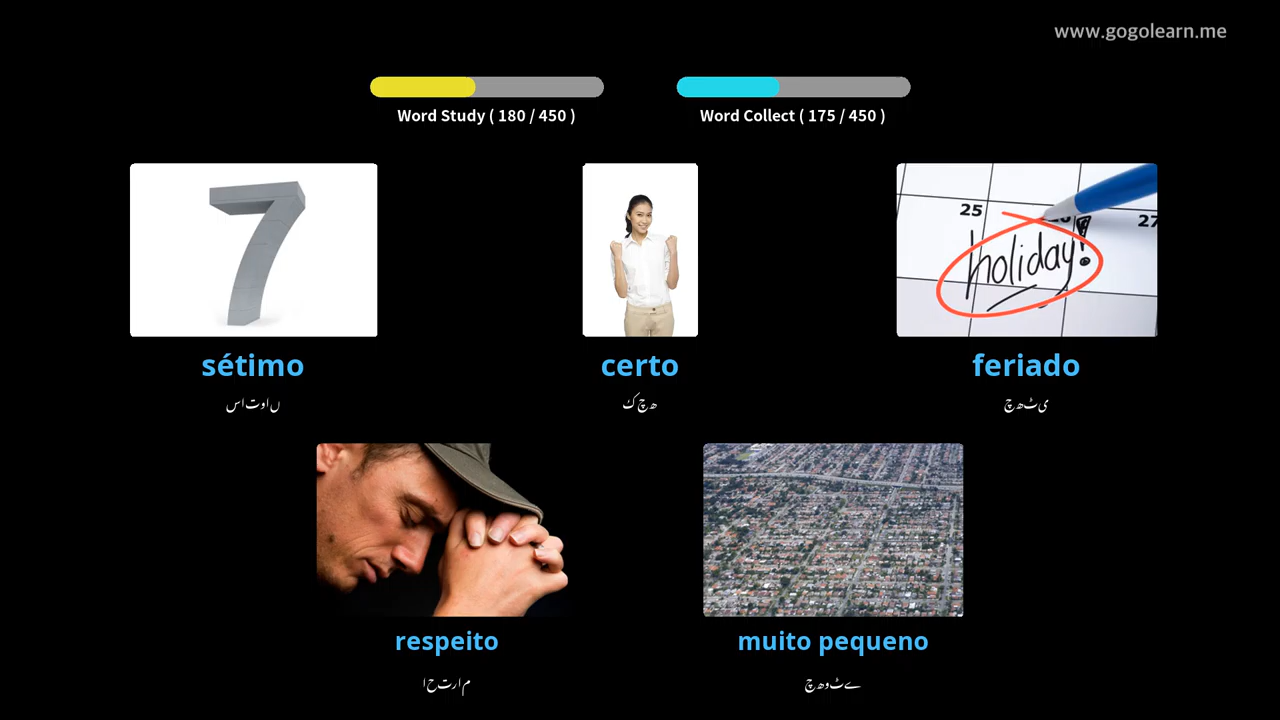 www.gogolearn.me
Word Study ( 180 / 450 )
Word Collect ( 175 / 450 )
7
25 27
holiday!
sétimo
certo
feriado
ساتواں
کچھ
چھٹی
respeito
muito pequeno
احترام
چھوٹے